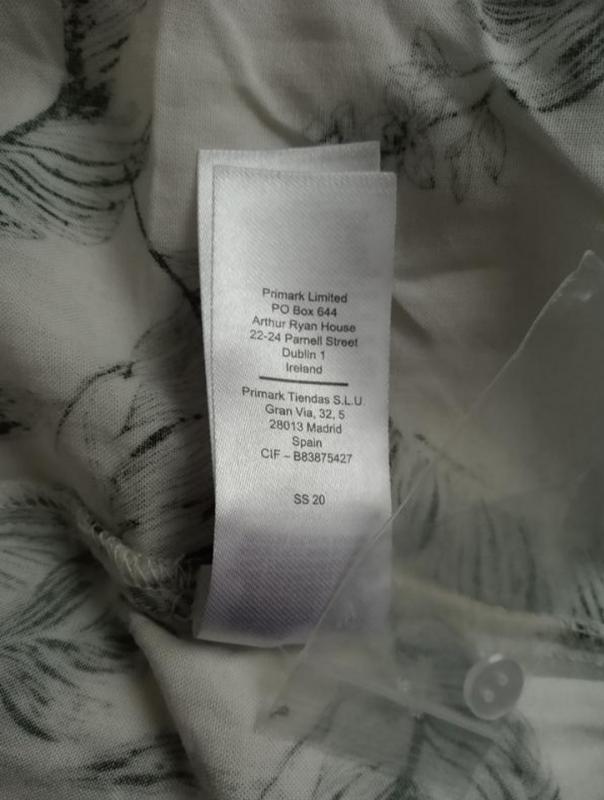 Primark Limited
PO Box 644
Arthur Ryan House
22-24 Parnell Street
Dublin 1
Ireland
Primark Tiendas S.L.U.
Gran Via, 32, 5
28013 Madrid
Spain
CIF – B83875427
SS 20